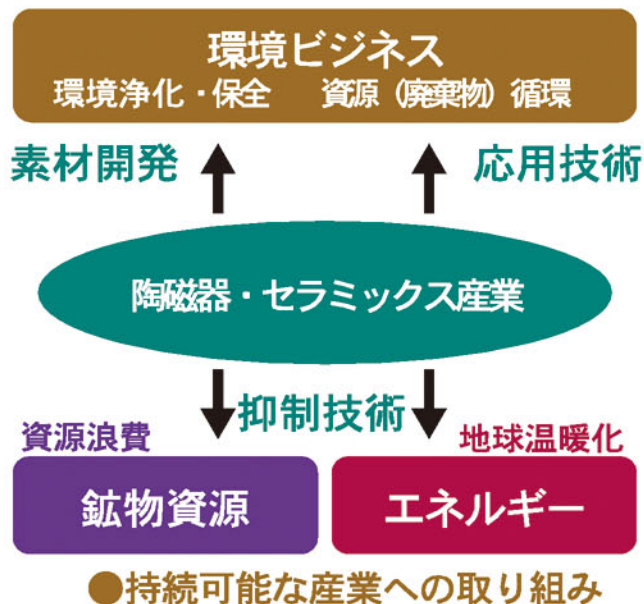 環境ビジネス
環境浄化・保全 資源(廃棄物)循環
素材開発 応用技術
陶磁器・セラミックス産業
抑制技術
資源浪費 地球温暖化
鉱物資源 エネルギー
●持続可能な産業への取り組み